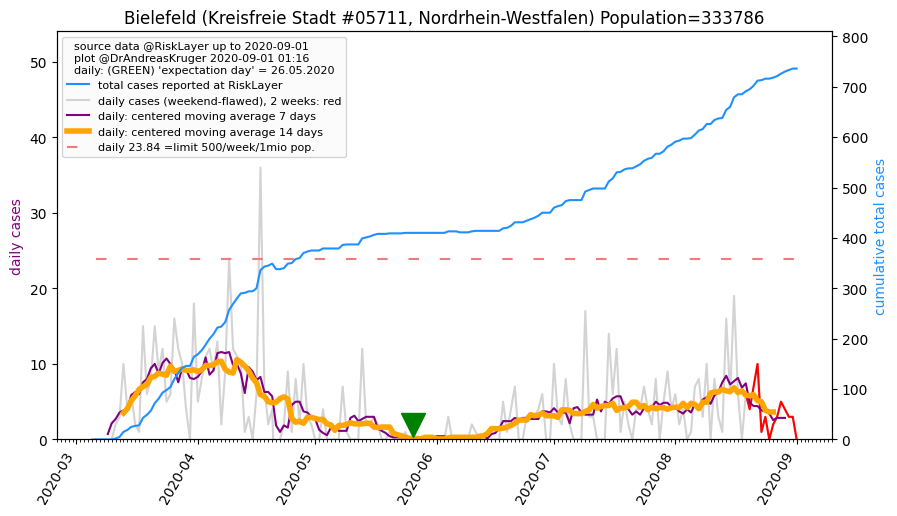 Bielefeld (Kreisfreie Stadt #05711, Nordrhein-Westfalen) Population=333786
source data @RiskLayer up to 2020-09-01
plot @DrAndreasKruger 2020-09-01 01:16
daily: (GREEN) 'expectation day' = 26.05.2020
total cases reported at RiskLayer
daily cases (weekend-flawed), 2 weeks: red
daily: centered moving average 7 days
daily: centered moving average 14 days
daily 23.84 =limit 500/week/1mio pop.
daily cases
50
40
30
20
10
0
cumulative total cases
800
700
600
500
400
300
200
100
0
2020-03
2020-04
2020-05
2020-06
2020-07
2020-08
2020-09